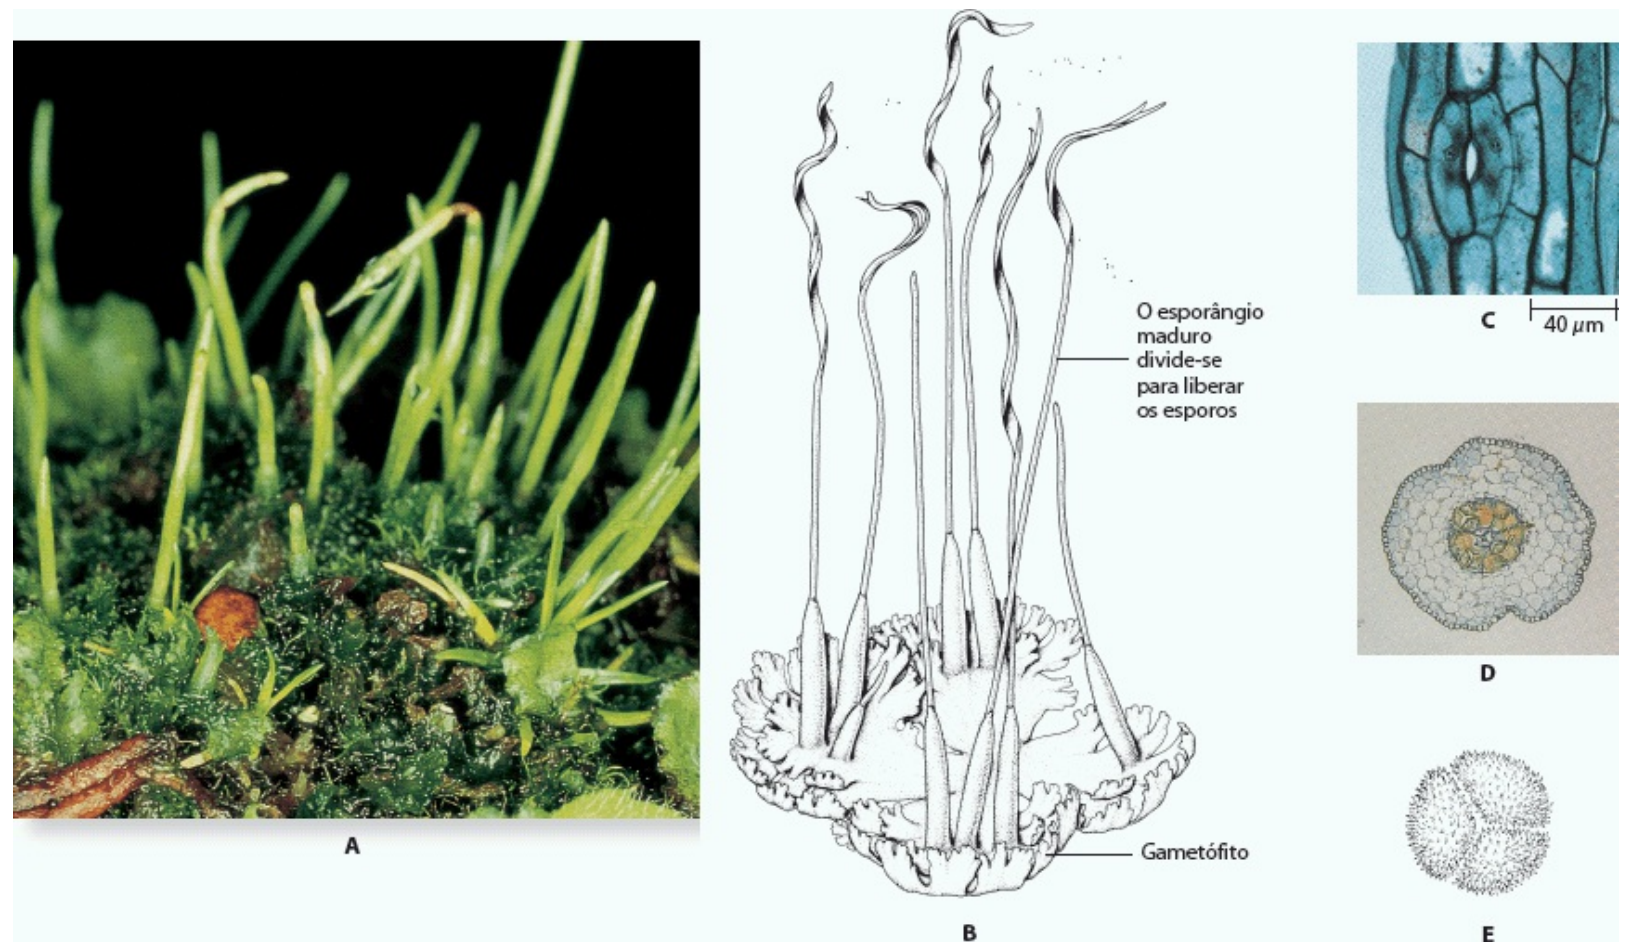 O esporângio
maduro
divide-se
para liberar
os esporos
Gametófito
A
B
C
40 µm
D
E